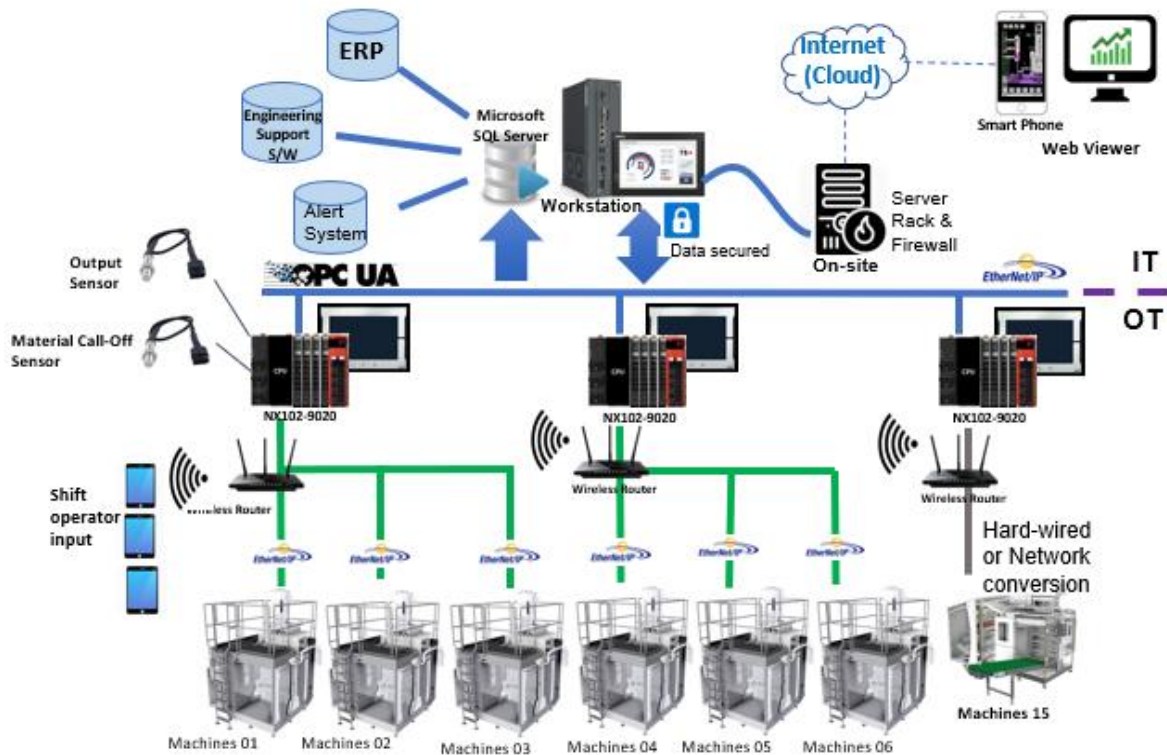 ERP
Engineering
Support
S/W
Alert
System
Microsoft
SQL Server
Workstation
Data secured
Internet
(Cloud)
Smart Phone
Web Viewer
Server
Rack &
Firewall
On-site
Output
Sensor
Material Call-Off
Sensor
OPC UA
EtherNet/IP
IT
OT
CPU
CPU
CPU
NX102-9020
NX102-9020
NX102-9020
Shift
operator
input
Wireless Router
Wireless Router
Wireless Router
Hard-wired
or Network
conversion
EtherNet/IP
EtherNet/IP
EtherNet/IP
EtherNet/IP
EtherNet/IP
EtherNet/IP
Machines 01
Machines 02
Machines 03
Machines 04
Machines 05
Machines 06
Machines 15